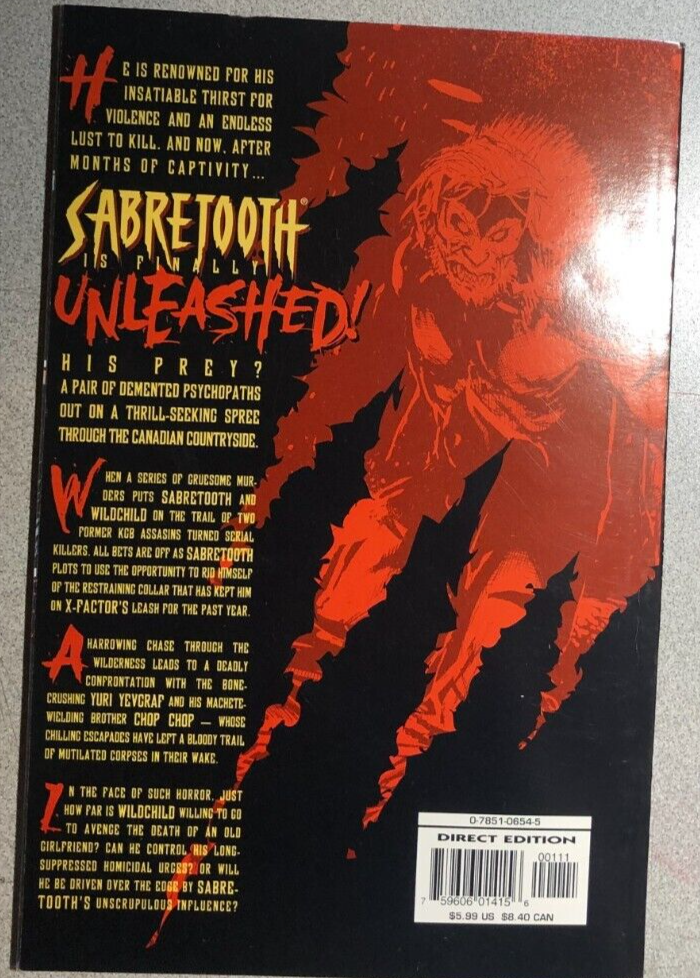 HE IS RENOWNED FOR HIS
INSATIABLE THIRST FOR
VIOLENCE AND AN ENDLESS
LUST TO KILL. AND NOW, AFTER
MONTHS OF CAPTIVITY...
SABRETOOTH®
IS FINALLY
UNLEASHED!
HIS PREY?
A PAIR OF DEMENTED PSYCHOPATHS
OUT ON A THRILL-SEEKING SPREE
THROUGH THE CANADIAN COUNTRYSIDE.
WHEN A SERIES OF GRUESOME MUR-
DERS PUTS SABRETOOTH AND
WILDCHILD ON THE TRAIL OF TWO
FORMER KGB ASSASINS TURNED SERIAL
KILLERS, ALL BETS ARE OFF AS SABRETOOTH
PLOTS TO USE THE OPPORTUNITY TO RID HIMSELF
OF THE RESTRAINING COLLAR THAT HAS KEPT HIM
ON X-FACTOR'S LEASH FOR THE PAST YEAR.
A HARROWING CHASE THROUGH THE
WILDERNESS LEADS TO A DEADLY
CONFRONTATION WITH THE BONE-
CRUSHING YURI YEVGRAF AND HIS MACHETE-
WIELDING BROTHER CHOP CHOP — WHOSE
CHILLING ESCAPADES HAVE LEFT A BLOODY TRAIL
OF MUTILATED CORPSES IN THEIR WAKE.
IN THE FACE OF SUCH HORROR, JUST
HOW FAR IS WILDCHILD WILLING TO GO
TO AVENGE THE DEATH OF AN OLD
GIRLFRIEND? CAN HE CONTROL HIS LONG-
SUPPRESSED HOMICIDAL URGES? OR WILL
HE BE DRIVEN OVER THE EDGE BY SABRE-
TOOTH'S UNSCRUPULOUS INFLUENCE?
0-7851-0654-5
DIRECT EDITION
00111
7 59606 01415 6
$5.99 US $8.40 CAN